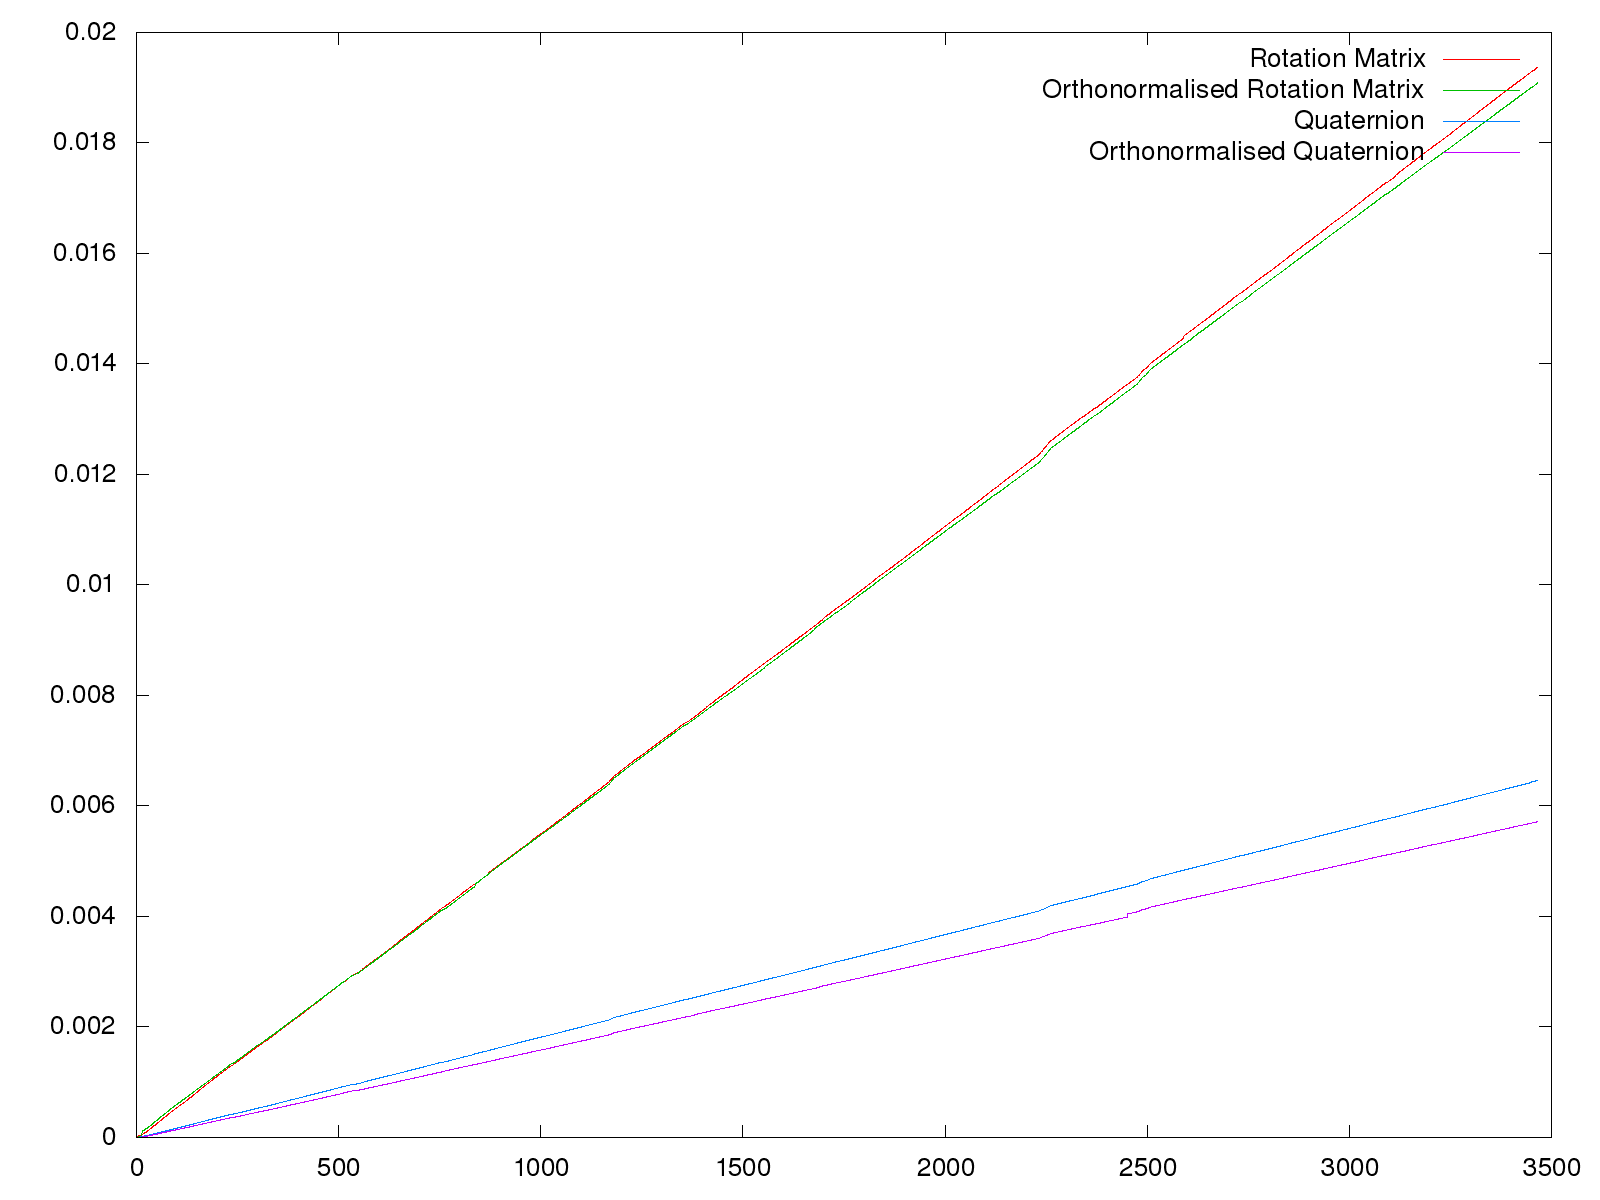 0.02
0.018
0.016
0.014
0.012
0.01
0.008
0.006
0.004
0.002
0
0 500 1000 1500 2000 2500 3000 3500
Rotation Matrix
Orthonormalised Rotation Matrix
Quaternion
Orthonormalised Quaternion